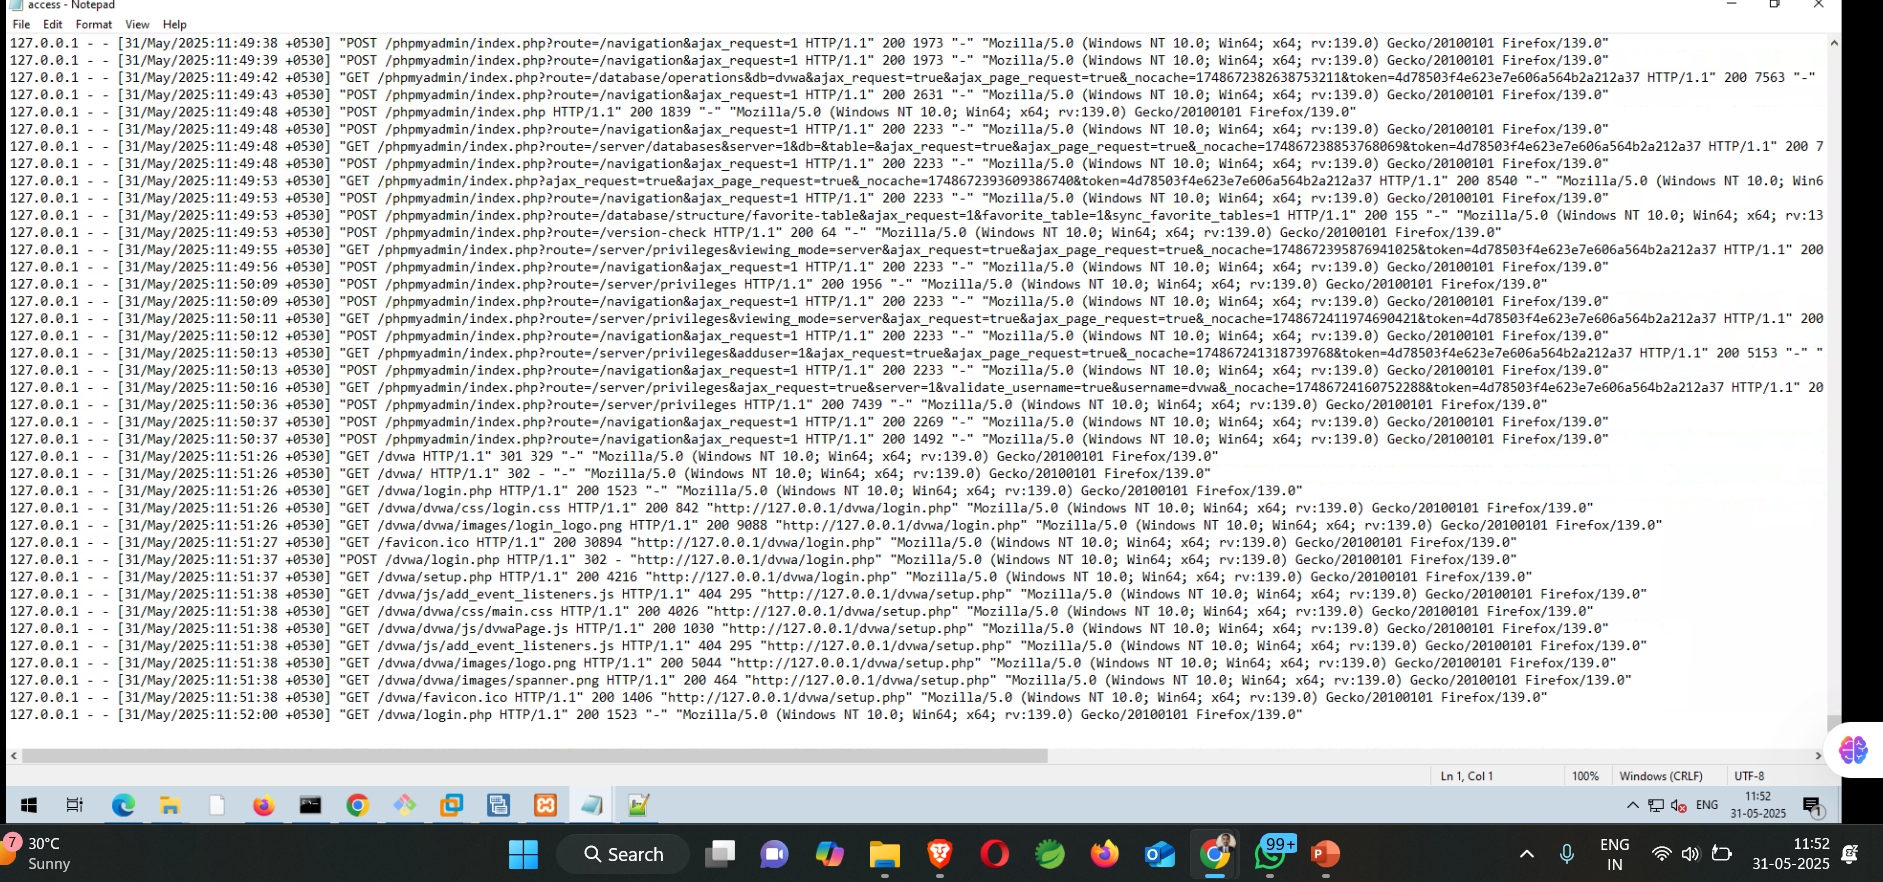 access - Notepad
File Edit Format View Help
127.0.0.1 - - [31/May/2025:11:49:38 +0530] "POST /phpmyadmin/index.php?route=/navigation&ajax_request=1 HTTP/1.1" 200 1973 "-" "Mozilla/5.0 (Windows NT 10.0; Win64; x64; rv:139.0) Gecko/20100101 Firefox/139.0"
127.0.0.1 - - [31/May/2025:11:49:39 +0530] "POST /phpmyadmin/index.php?route=/navigation&ajax_request=1 HTTP/1.1" 200 1973 "-" "Mozilla/5.0 (Windows NT 10.0; Win64; x64; rv:139.0) Gecko/20100101 Firefox/139.0"
127.0.0.1 - - [31/May/2025:11:49:42 +0530] "GET /phpmyadmin/index.php?route=/database/operations&db=dvwa&ajax_request=true&ajax_page_request=true&_nocache=1748672382638753211&token=4d78503f4e623e7e606a564b2a212a37 HTTP/1.1" 200 7563 "-"
127.0.0.1 - - [31/May/2025:11:49:43 +0530] "POST /phpmyadmin/index.php?route=/navigation&ajax_request=1 HTTP/1.1" 200 2631 "-" "Mozilla/5.0 (Windows NT 10.0; Win64; x64; rv:139.0) Gecko/20100101 Firefox/139.0"
127.0.0.1 - - [31/May/2025:11:49:48 +0530] "POST /phpmyadmin/index.php HTTP/1.1" 200 1839 "-" "Mozilla/5.0 (Windows NT 10.0; Win64; x64; rv:139.0) Gecko/20100101 Firefox/139.0"
127.0.0.1 - - [31/May/2025:11:49:48 +0530] "POST /phpmyadmin/index.php?route=/navigation&ajax_request=1 HTTP/1.1" 200 2233 "-" "Mozilla/5.0 (Windows NT 10.0; Win64; x64; rv:139.0) Gecko/20100101 Firefox/139.0"
127.0.0.1 - - [31/May/2025:11:49:48 +0530] "GET /phpmyadmin/index.php?route=/server/databases&server=1&db=&table=&ajax_request=true&ajax_page_request=true&_nocache=174867238853768069&token=4d78503f4e623e7e606a564b2a212a37 HTTP/1.1" 200 7
127.0.0.1 - - [31/May/2025:11:49:48 +0530] "POST /phpmyadmin/index.php?route=/navigation&ajax_request=1 HTTP/1.1" 200 2233 "-" "Mozilla/5.0 (Windows NT 10.0; Win64; x64; rv:139.0) Gecko/20100101 Firefox/139.0"
127.0.0.1 - - [31/May/2025:11:49:53 +0530] "GET /phpmyadmin/index.php?ajax_request=true&ajax_page_request=true&_nocache=1748672393609386740&token=4d78503f4e623e7e606a564b2a212a37 HTTP/1.1" 200 8540 "-" "Mozilla/5.0 (Windows NT 10.0; Win6
127.0.0.1 - - [31/May/2025:11:49:53 +0530] "POST /phpmyadmin/index.php?route=/navigation&ajax_request=1 HTTP/1.1" 200 2233 "-" "Mozilla/5.0 (Windows NT 10.0; Win64; x64; rv:139.0) Gecko/20100101 Firefox/139.0"
127.0.0.1 - - [31/May/2025:11:49:53 +0530] "POST /phpmyadmin/index.php?route=/database/structure/favorite-table&ajax_request=1&favorite_table=1&sync_favorite_tables=1 HTTP/1.1" 200 155 "-" "Mozilla/5.0 (Windows NT 10.0; Win64; x64; rv:13
127.0.0.1 - - [31/May/2025:11:49:53 +0530] "POST /phpmyadmin/index.php?route=/version-check HTTP/1.1" 200 64 "-" "Mozilla/5.0 (Windows NT 10.0; Win64; x64; rv:139.0) Gecko/20100101 Firefox/139.0"
127.0.0.1 - - [31/May/2025:11:49:55 +0530] "GET /phpmyadmin/index.php?route=/server/privileges&viewing_mode=server&ajax_request=true&ajax_page_request=true&_nocache=1748672395876941025&token=4d78503f4e623e7e606a564b2a212a37 HTTP/1.1" 200
127.0.0.1 - - [31/May/2025:11:49:56 +0530] "POST /phpmyadmin/index.php?route=/navigation&ajax_request=1 HTTP/1.1" 200 2233 "-" "Mozilla/5.0 (Windows NT 10.0; Win64; x64; rv:139.0) Gecko/20100101 Firefox/139.0"
127.0.0.1 - - [31/May/2025:11:50:09 +0530] "POST /phpmyadmin/index.php?route=/server/privileges HTTP/1.1" 200 1956 "-" "Mozilla/5.0 (Windows NT 10.0; Win64; x64; rv:139.0) Gecko/20100101 Firefox/139.0"
127.0.0.1 - - [31/May/2025:11:50:09 +0530] "POST /phpmyadmin/index.php?route=/navigation&ajax_request=1 HTTP/1.1" 200 2233 "-" "Mozilla/5.0 (Windows NT 10.0; Win64; x64; rv:139.0) Gecko/20100101 Firefox/139.0"
127.0.0.1 - - [31/May/2025:11:50:11 +0530] "GET /phpmyadmin/index.php?route=/server/privileges&viewing_mode=server&ajax_request=true&ajax_page_request=true&_nocache=1748672411974690421&token=4d78503f4e623e7e606a564b2a212a37 HTTP/1.1" 200
127.0.0.1 - - [31/May/2025:11:50:12 +0530] "POST /phpmyadmin/index.php?route=/navigation&ajax_request=1 HTTP/1.1" 200 2233 "-" "Mozilla/5.0 (Windows NT 10.0; Win64; x64; rv:139.0) Gecko/20100101 Firefox/139.0"
127.0.0.1 - - [31/May/2025:11:50:13 +0530] "GET /phpmyadmin/index.php?route=/server/privileges&adduser=1&ajax_request=true&ajax_page_request=true&_nocache=174867241318739768&token=4d78503f4e623e7e606a564b2a212a37 HTTP/1.1" 200 5153 "-" "
127.0.0.1 - - [31/May/2025:11:50:13 +0530] "POST /phpmyadmin/index.php?route=/navigation&ajax_request=1 HTTP/1.1" 200 2233 "-" "Mozilla/5.0 (Windows NT 10.0; Win64; x64; rv:139.0) Gecko/20100101 Firefox/139.0"
127.0.0.1 - - [31/May/2025:11:50:16 +0530] "GET /phpmyadmin/index.php?route=/server/privileges&ajax_request=true&server=1&validate_username=true&username=dvwa&_nocache=17486724160752288&token=4d78503f4e623e7e606a564b2a212a37 HTTP/1.1" 20
127.0.0.1 - - [31/May/2025:11:50:36 +0530] "POST /phpmyadmin/index.php?route=/server/privileges HTTP/1.1" 200 7439 "-" "Mozilla/5.0 (Windows NT 10.0; Win64; x64; rv:139.0) Gecko/20100101 Firefox/139.0"
127.0.0.1 - - [31/May/2025:11:50:37 +0530] "POST /phpmyadmin/index.php?route=/navigation&ajax_request=1 HTTP/1.1" 200 2269 "-" "Mozilla/5.0 (Windows NT 10.0; Win64; x64; rv:139.0) Gecko/20100101 Firefox/139.0"
127.0.0.1 - - [31/May/2025:11:50:37 +0530] "POST /phpmyadmin/index.php?route=/navigation&ajax_request=1 HTTP/1.1" 200 1492 "-" "Mozilla/5.0 (Windows NT 10.0; Win64; x64; rv:139.0) Gecko/20100101 Firefox/139.0"
127.0.0.1 - - [31/May/2025:11:51:26 +0530] "GET /dvwa HTTP/1.1" 301 329 "-" "Mozilla/5.0 (Windows NT 10.0; Win64; x64; rv:139.0) Gecko/20100101 Firefox/139.0"
127.0.0.1 - - [31/May/2025:11:51:26 +0530] "GET /dvwa/ HTTP/1.1" 302 - "-" "Mozilla/5.0 (Windows NT 10.0; Win64; x64; rv:139.0) Gecko/20100101 Firefox/139.0"
127.0.0.1 - - [31/May/2025:11:51:26 +0530] "GET /dvwa/login.php HTTP/1.1" 200 1523 "-" "Mozilla/5.0 (Windows NT 10.0; Win64; x64; rv:139.0) Gecko/20100101 Firefox/139.0"
127.0.0.1 - - [31/May/2025:11:51:26 +0530] "GET /dvwa/dvwa/css/login.css HTTP/1.1" 200 842 "http://127.0.0.1/dvwa/login.php" "Mozilla/5.0 (Windows NT 10.0; Win64; x64; rv:139.0) Gecko/20100101 Firefox/139.0"
127.0.0.1 - - [31/May/2025:11:51:26 +0530] "GET /dvwa/dvwa/images/login_logo.png HTTP/1.1" 200 9088 "http://127.0.0.1/dvwa/login.php" "Mozilla/5.0 (Windows NT 10.0; Win64; x64; rv:139.0) Gecko/20100101 Firefox/139.0"
127.0.0.1 - - [31/May/2025:11:51:27 +0530] "GET /favicon.ico HTTP/1.1" 200 30894 "http://127.0.0.1/dvwa/login.php" "Mozilla/5.0 (Windows NT 10.0; Win64; x64; rv:139.0) Gecko/20100101 Firefox/139.0"
127.0.0.1 - - [31/May/2025:11:51:37 +0530] "POST /dvwa/login.php HTTP/1.1" 302 - "http://127.0.0.1/dvwa/login.php" "Mozilla/5.0 (Windows NT 10.0; Win64; x64; rv:139.0) Gecko/20100101 Firefox/139.0"
127.0.0.1 - - [31/May/2025:11:51:37 +0530] "GET /dvwa/setup.php HTTP/1.1" 200 4216 "http://127.0.0.1/dvwa/login.php" "Mozilla/5.0 (Windows NT 10.0; Win64; x64; rv:139.0) Gecko/20100101 Firefox/139.0"
127.0.0.1 - - [31/May/2025:11:51:38 +0530] "GET /dvwa/js/add_event_listeners.js HTTP/1.1" 404 295 "http://127.0.0.1/dvwa/setup.php" "Mozilla/5.0 (Windows NT 10.0; Win64; x64; rv:139.0) Gecko/20100101 Firefox/139.0"
127.0.0.1 - - [31/May/2025:11:51:38 +0530] "GET /dvwa/dvwa/css/main.css HTTP/1.1" 200 4026 "http://127.0.0.1/dvwa/setup.php" "Mozilla/5.0 (Windows NT 10.0; Win64; x64; rv:139.0) Gecko/20100101 Firefox/139.0"
127.0.0.1 - - [31/May/2025:11:51:38 +0530] "GET /dvwa/dvwa/js/dvwaPage.js HTTP/1.1" 200 1030 "http://127.0.0.1/dvwa/setup.php" "Mozilla/5.0 (Windows NT 10.0; Win64; x64; rv:139.0) Gecko/20100101 Firefox/139.0"
127.0.0.1 - - [31/May/2025:11:51:38 +0530] "GET /dvwa/js/add_event_listeners.js HTTP/1.1" 404 295 "http://127.0.0.1/dvwa/setup.php" "Mozilla/5.0 (Windows NT 10.0; Win64; x64; rv:139.0) Gecko/20100101 Firefox/139.0"
127.0.0.1 - - [31/May/2025:11:51:38 +0530] "GET /dvwa/dvwa/images/logo.png HTTP/1.1" 200 5044 "http://127.0.0.1/dvwa/setup.php" "Mozilla/5.0 (Windows NT 10.0; Win64; x64; rv:139.0) Gecko/20100101 Firefox/139.0"
127.0.0.1 - - [31/May/2025:11:51:38 +0530] "GET /dvwa/dvwa/images/spanner.png HTTP/1.1" 200 464 "http://127.0.0.1/dvwa/setup.php" "Mozilla/5.0 (Windows NT 10.0; Win64; x64; rv:139.0) Gecko/20100101 Firefox/139.0"
127.0.0.1 - - [31/May/2025:11:51:38 +0530] "GET /dvwa/favicon.ico HTTP/1.1" 200 1406 "http://127.0.0.1/dvwa/setup.php" "Mozilla/5.0 (Windows NT 10.0; Win64; x64; rv:139.0) Gecko/20100101 Firefox/139.0"
127.0.0.1 - - [31/May/2025:11:52:00 +0530] "GET /dvwa/login.php HTTP/1.1" 200 1523 "-" "Mozilla/5.0 (Windows NT 10.0; Win64; x64; rv:139.0) Gecko/20100101 Firefox/139.0"
Ln 1, Col 1 100% Windows (CRLF) UTF-8
ENG 11:52
31-05-2025 1
7 30°C
Sunny
Search
99+
P
ENG
IN
11:52
31-05-2025